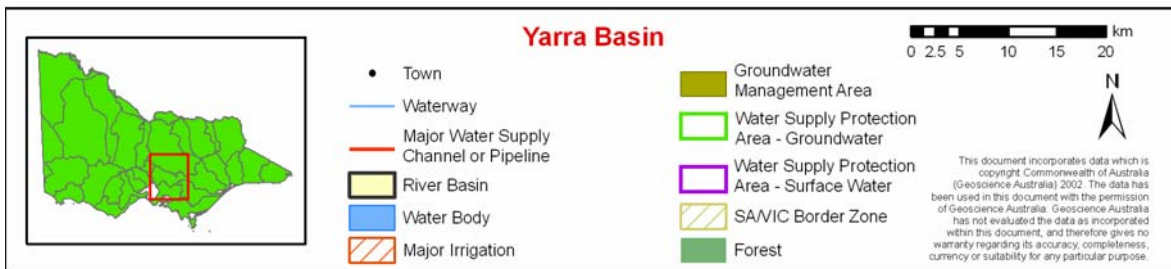 Yarra Basin
Town
Waterway
Major Water Supply
Channel or Pipeline
River Basin
Water Body
Major Irrigation
Groundwater
Management Area
Water Supply Protection
Area - Groundwater
Water Supply Protection
Area - Surface Water
SA/VIC Border Zone
Forest
km
0 2.5 5 10 15 20
N
This document incorporates data which is
copyright Commonwealth of Australia
(Geoscience Australia) 2002. The data has
been used in this document with the permission
of Geoscience Australia. Geoscience Australia
has not evaluated the data as incorporated
within this document, and therefore gives no
warranty regarding its accuracy, completeness,
currency or suitability for any particular purpose.